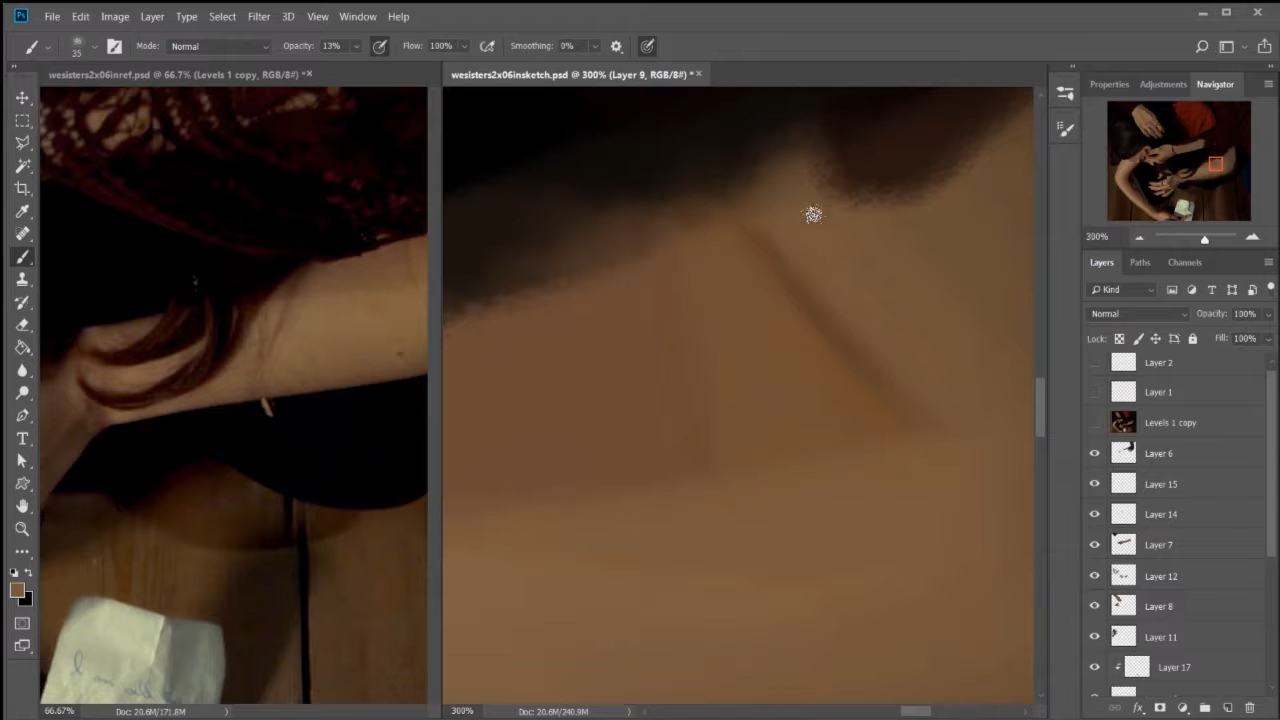 Ps File Edit Image Layer Type Select Filter 3D View Window Help
35 Mode: Normal Opacity: 13% Flow: 100% Smoothing: 0%
wesisters2x06inref.psd @ 66.7% (Levels 1 copy, RGB/8#) * × wesisters2x06insketch.psd @ 300% (Layer 9, RGB/8#) * ×
Properties Adjustments Navigator
300%
Layers Paths Channels
Kind
Normal Opacity: 100%
Lock: Fill: 100%
Layer 2
Layer 1
Levels 1 copy
Layer 6
Layer 15
Layer 14
Layer 7
Layer 12
Layer 8
Layer 11
Layer 17
66.67% Doc: 20.6M/171.8M 300% Doc: 20.6M/240.9M